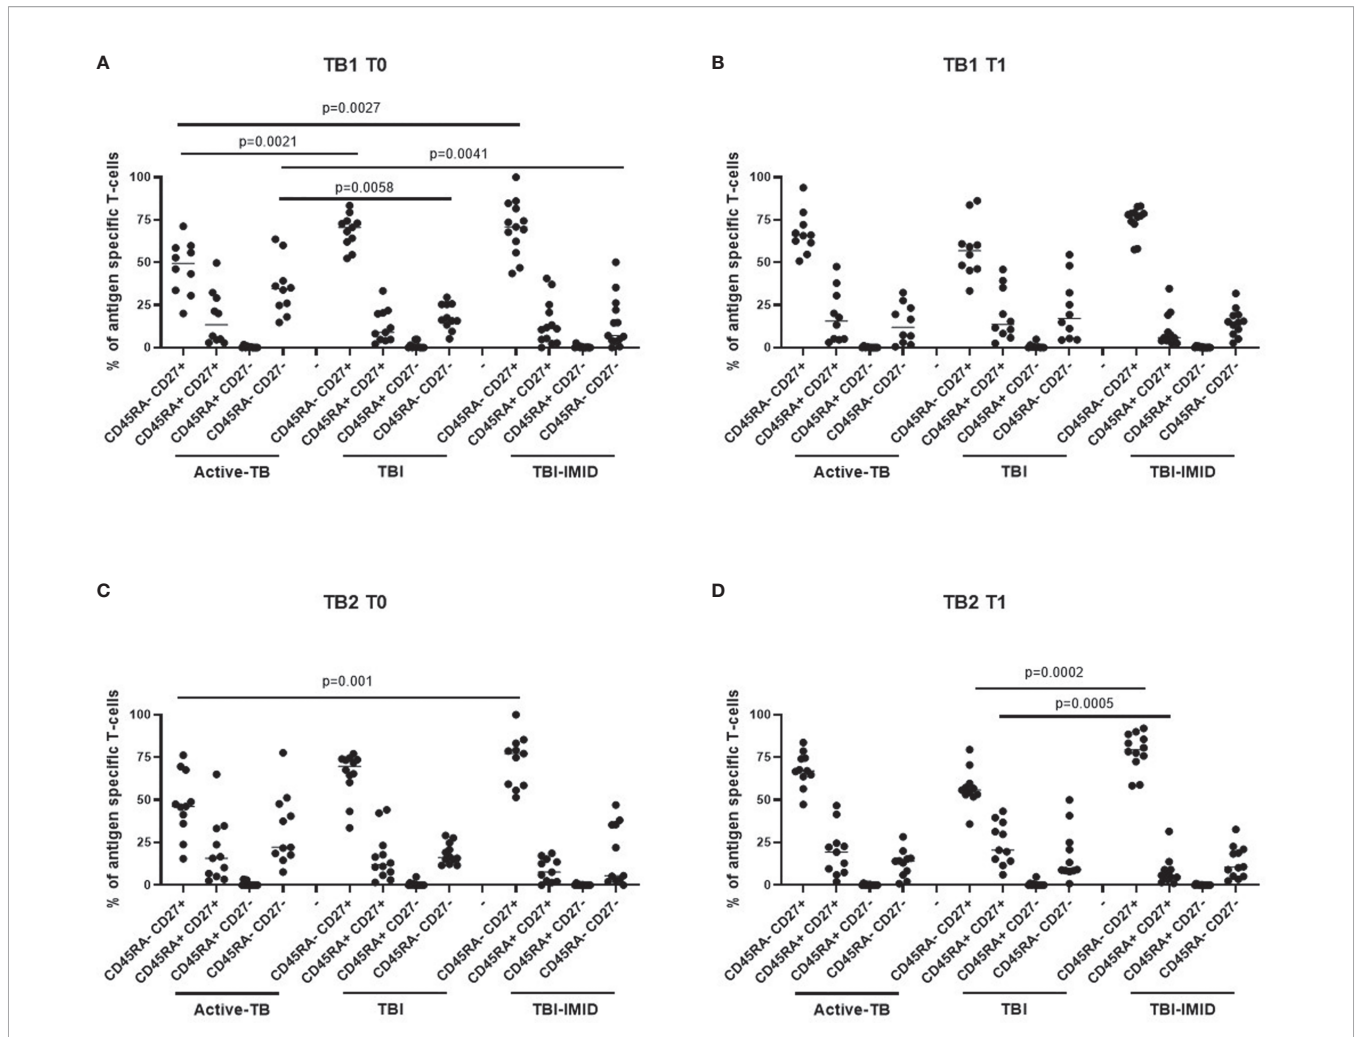 A
TB1 T0
p=0.0027
p=0.0021
p=0.0041
p=0.0058
% of antigen specific T-cells
100
75
50
25
0
CD45RA- CD27+
CD45RA+ CD27+
CD45RA+ CD27-
CD45RA- CD27-
-
CD45RA- CD27+
CD45RA+ CD27+
CD45RA+ CD27-
CD45RA- CD27-
-
CD45RA- CD27+
CD45RA+ CD27+
CD45RA+ CD27-
CD45RA- CD27-
Active-TB
TBI
TBI-IMID
B
TB1 T1
% of antigen specific T-cells
100
75
50
25
0
CD45RA- CD27+
CD45RA+ CD27+
CD45RA+ CD27-
CD45RA- CD27-
-
CD45RA- CD27+
CD45RA+ CD27+
CD45RA+ CD27-
CD45RA- CD27-
-
CD45RA- CD27+
CD45RA+ CD27+
CD45RA+ CD27-
CD45RA- CD27-
Active-TB
TBI
TBI-IMID
C
TB2 T0
p=0.001
% of antigen specific T-cells
100
75
50
25
0
CD45RA- CD27+
CD45RA+ CD27+
CD45RA+ CD27-
CD45RA- CD27-
-
CD45RA- CD27+
CD45RA+ CD27+
CD45RA+ CD27-
CD45RA- CD27-
-
CD45RA- CD27+
CD45RA+ CD27+
CD45RA+ CD27-
CD45RA- CD27-
Active-TB
TBI
TBI-IMID
D
TB2 T1
p=0.0002
p=0.0005
% of antigen specific T-cells
100
75
50
25
0
CD45RA- CD27+
CD45RA+ CD27+
CD45RA+ CD27-
CD45RA- CD27-
-
CD45RA- CD27+
CD45RA+ CD27+
CD45RA+ CD27-
CD45RA- CD27-
-
CD45RA- CD27+
CD45RA+ CD27+
CD45RA+ CD27-
CD45RA- CD27-
Active-TB
TBI
TBI-IMID